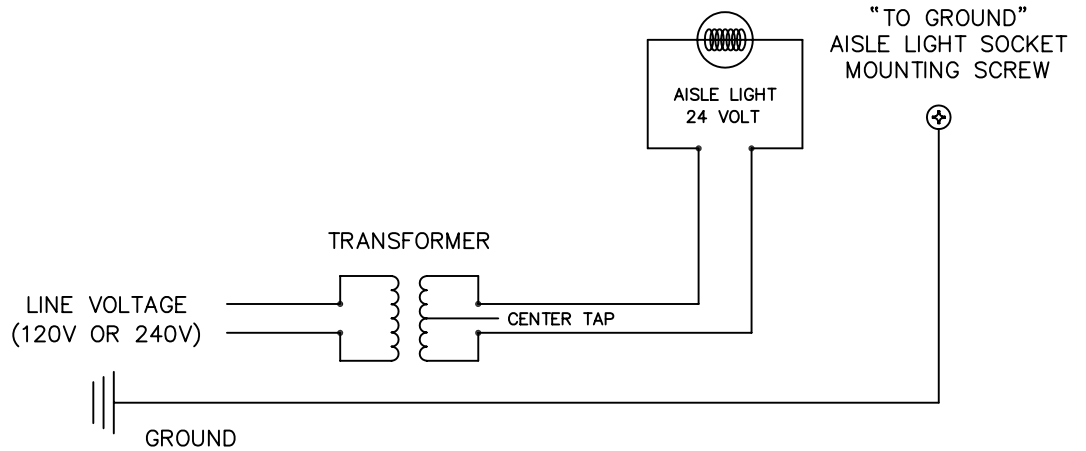 “TO GROUND”
AISLE LIGHT SOCKET
MOUNTING SCREW
AISLE LIGHT
24 VOLT
TRANSFORMER
LINE VOLTAGE
(120V OR 240V)
CENTER TAP
GROUND